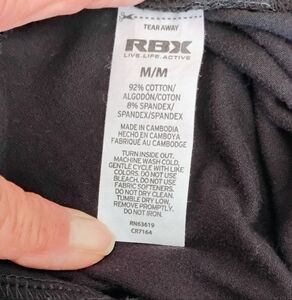 TEAR AWAY
RBX
LIVE.LIFE.ACTIVE
M/M
92% COTTON/
ALGODÓN/COTON
8% SPANDEX/
SPANDEX/SPANDEX
MADE IN CAMBODIA
HECHO EN CAMBOYA
FABRIQUÉ AU CAMBODGE
TURN INSIDE OUT.
MACHINE WASH COLD,
GENTLE CYCLE WITH LIKE
COLORS. DO NOT USE
BLEACH. DO NOT USE
FABRIC SOFTENERS.
DO NOT DRY CLEAN.
TUMBLE DRY LOW,
REMOVE PROMPTLY.
DO NOT IRON.
RN63619
CR7164